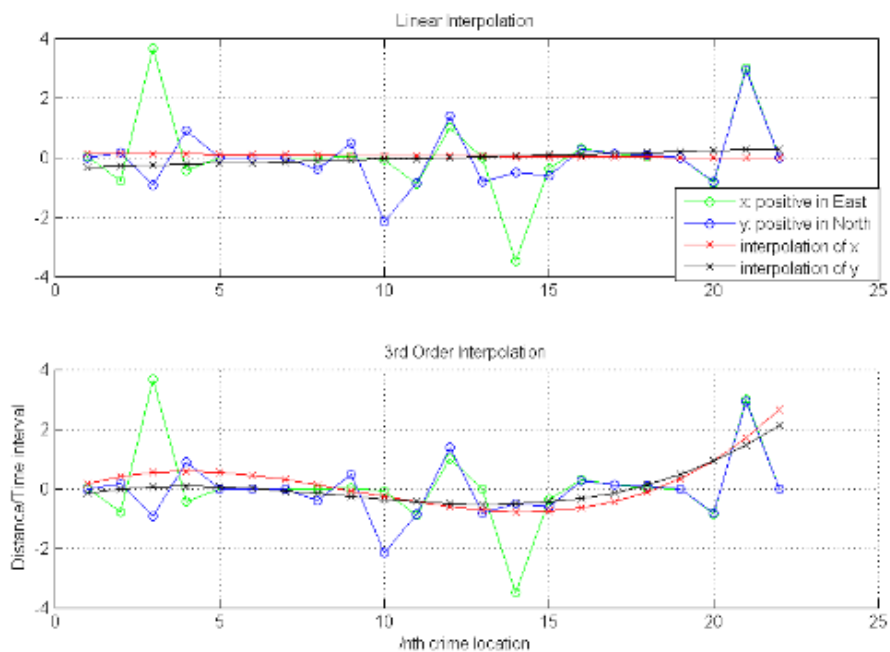 Linear Interpolation
4
2
0
-2
-4
0
5
10
15
20
25
x: positive in East
y: positive in North
interpolation of x
interpolation of y
3rd Order Interpolation
Distance/Time interval
4
2
0
-2
-4
0
5
10
15
20
25
/nth crime location